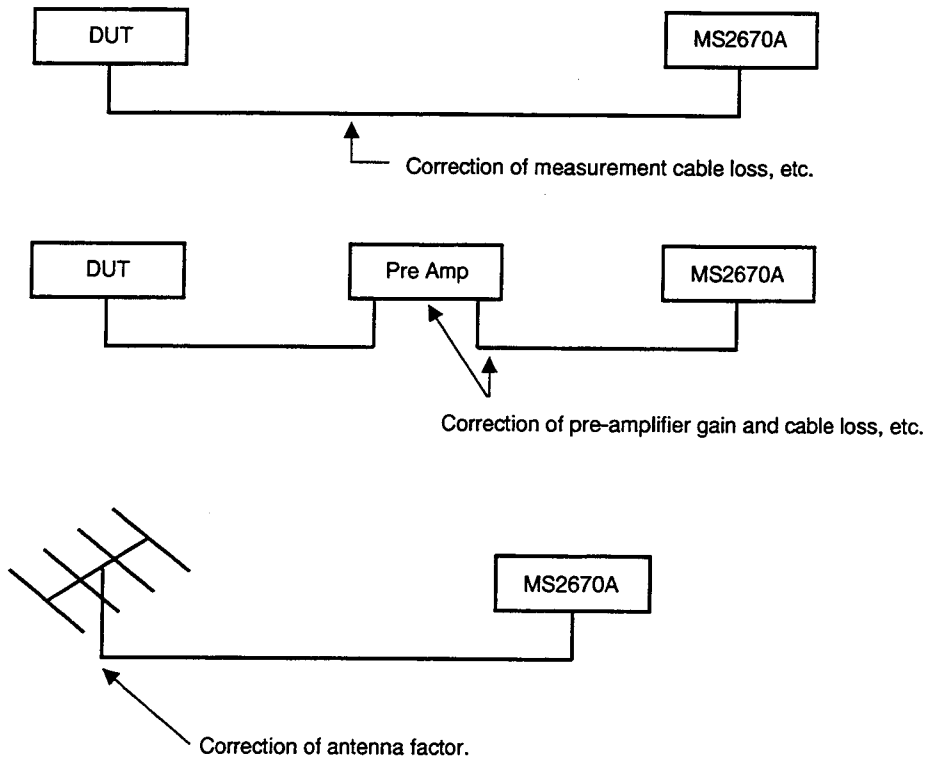 DUT
MS2670A
Correction of measurement cable loss, etc.
DUT
Pre Amp
MS2670A
Correction of pre-amplifier gain and cable loss, etc.
MS2670A
Correction of antenna factor.